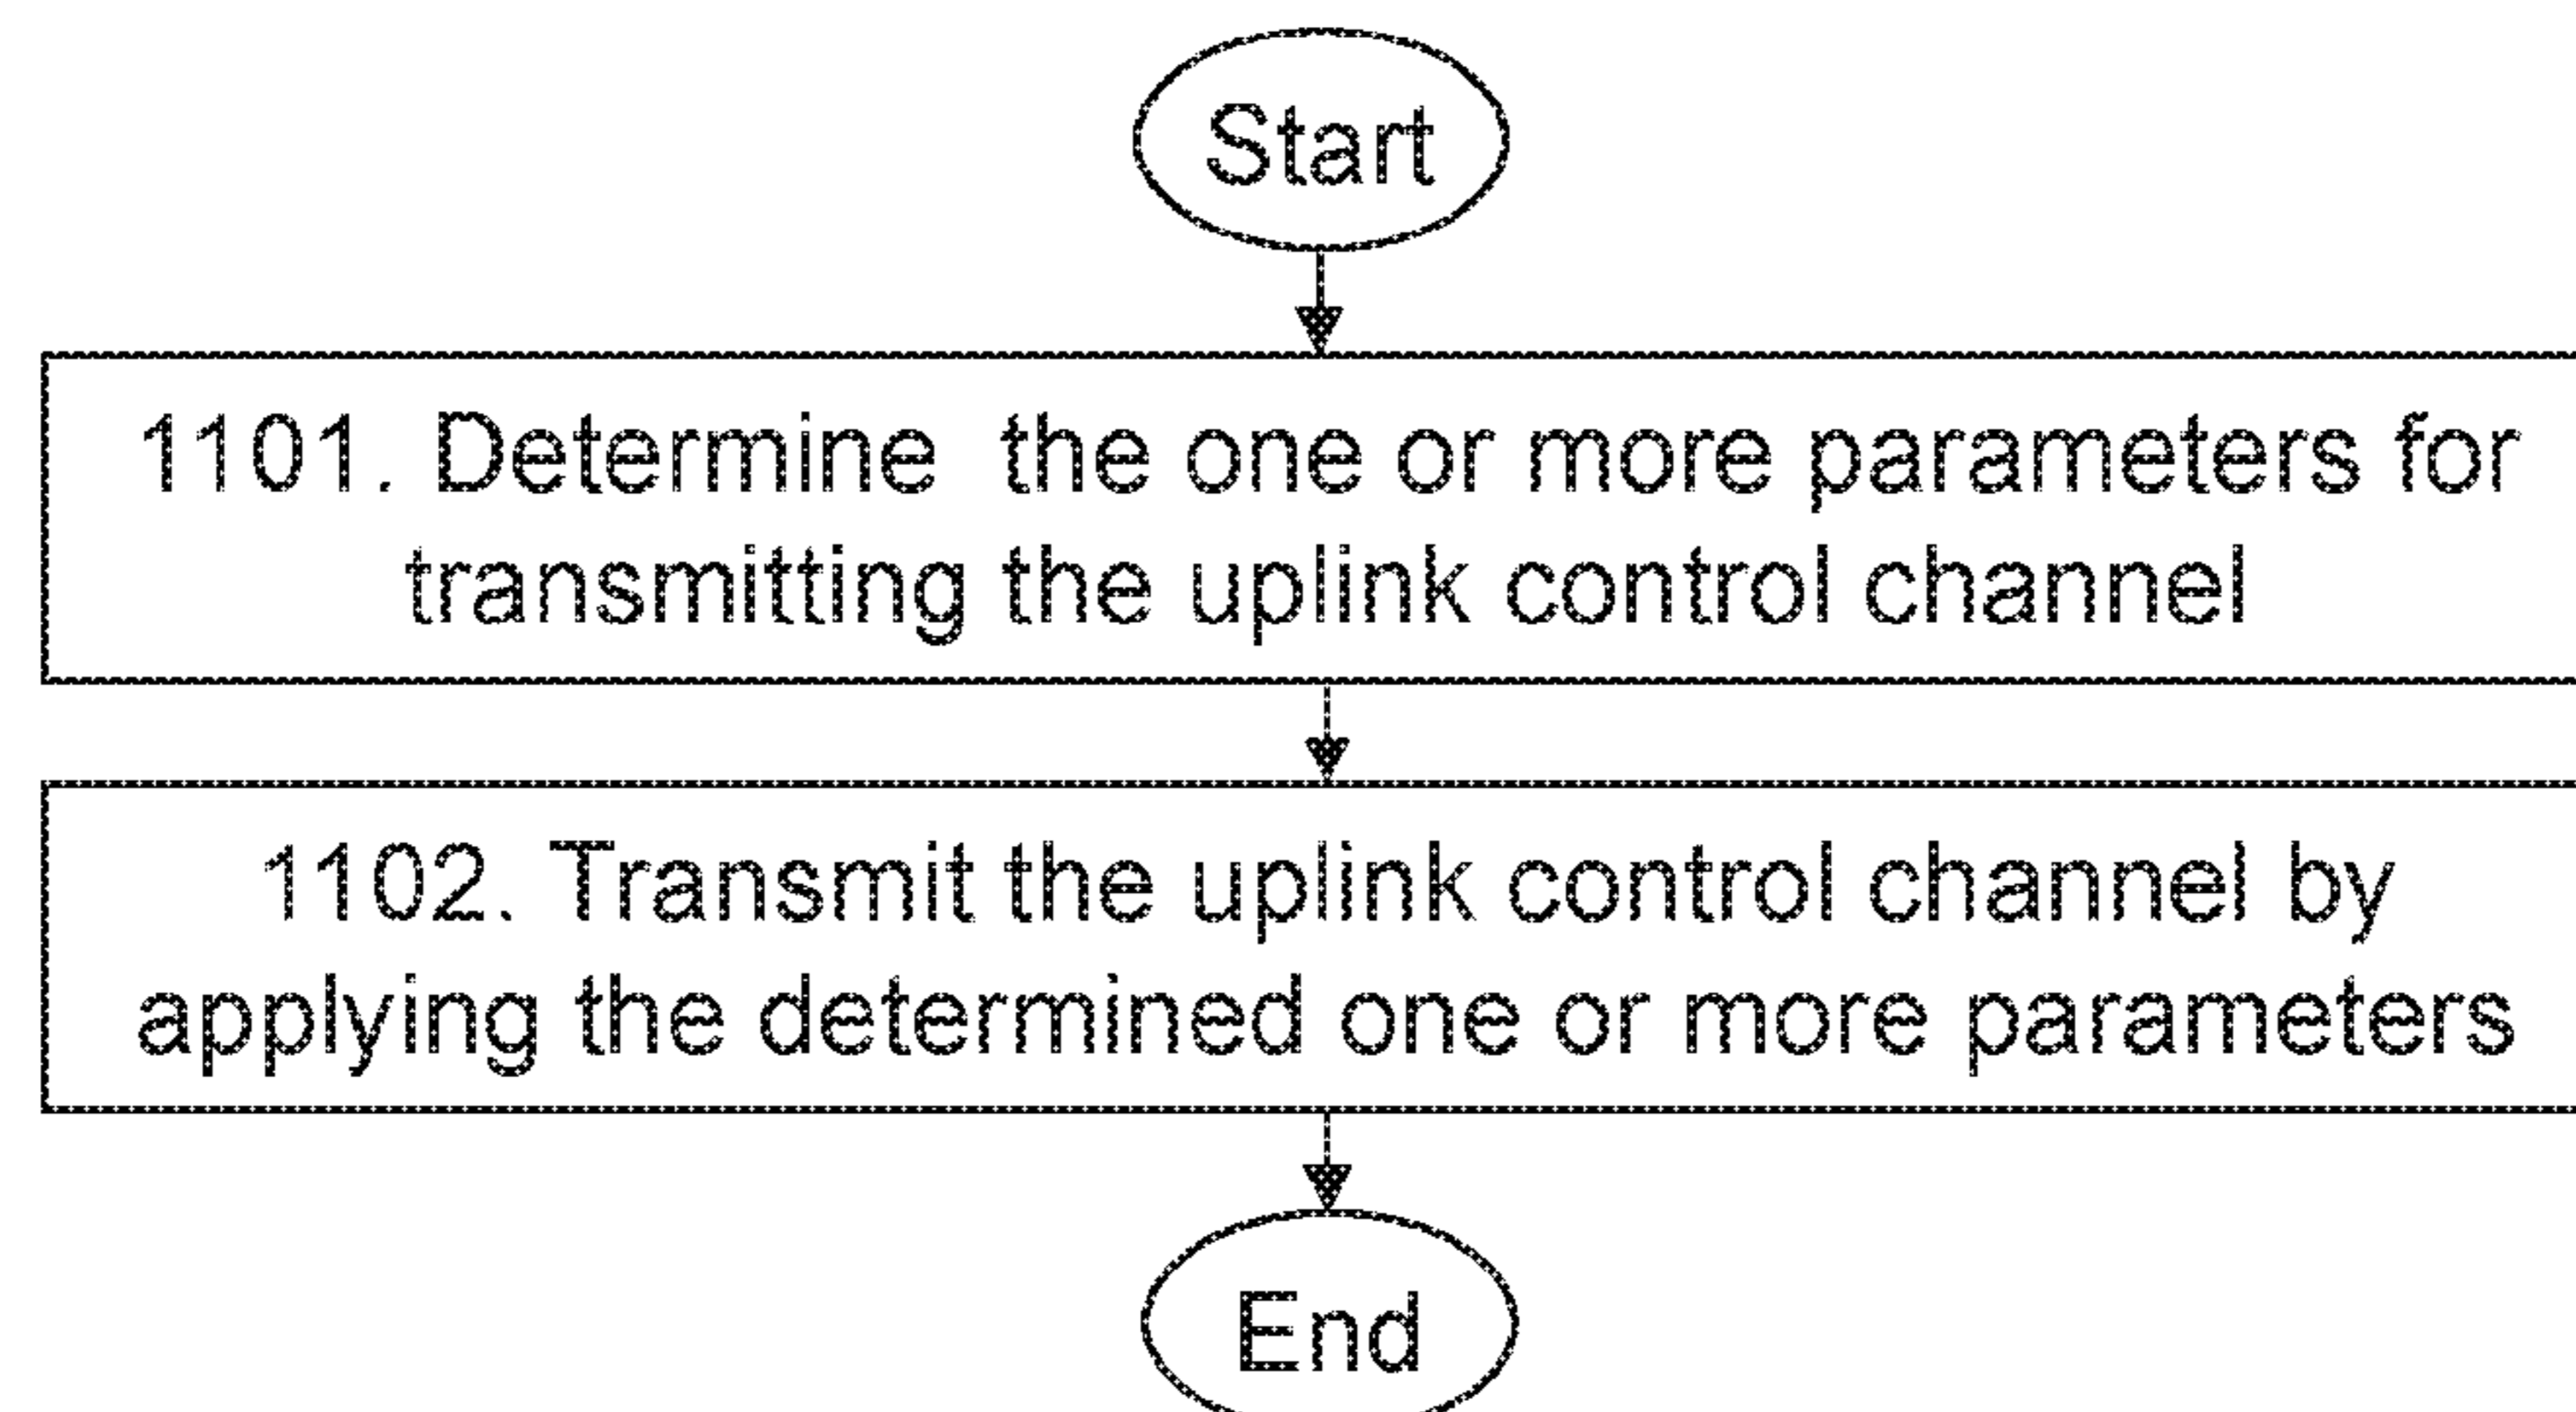 Start
1101. Determine the one or more parameters for
transmitting the uplink control channel
1102. Transmit the uplink control channel by
applying the determined one or more parameters
End